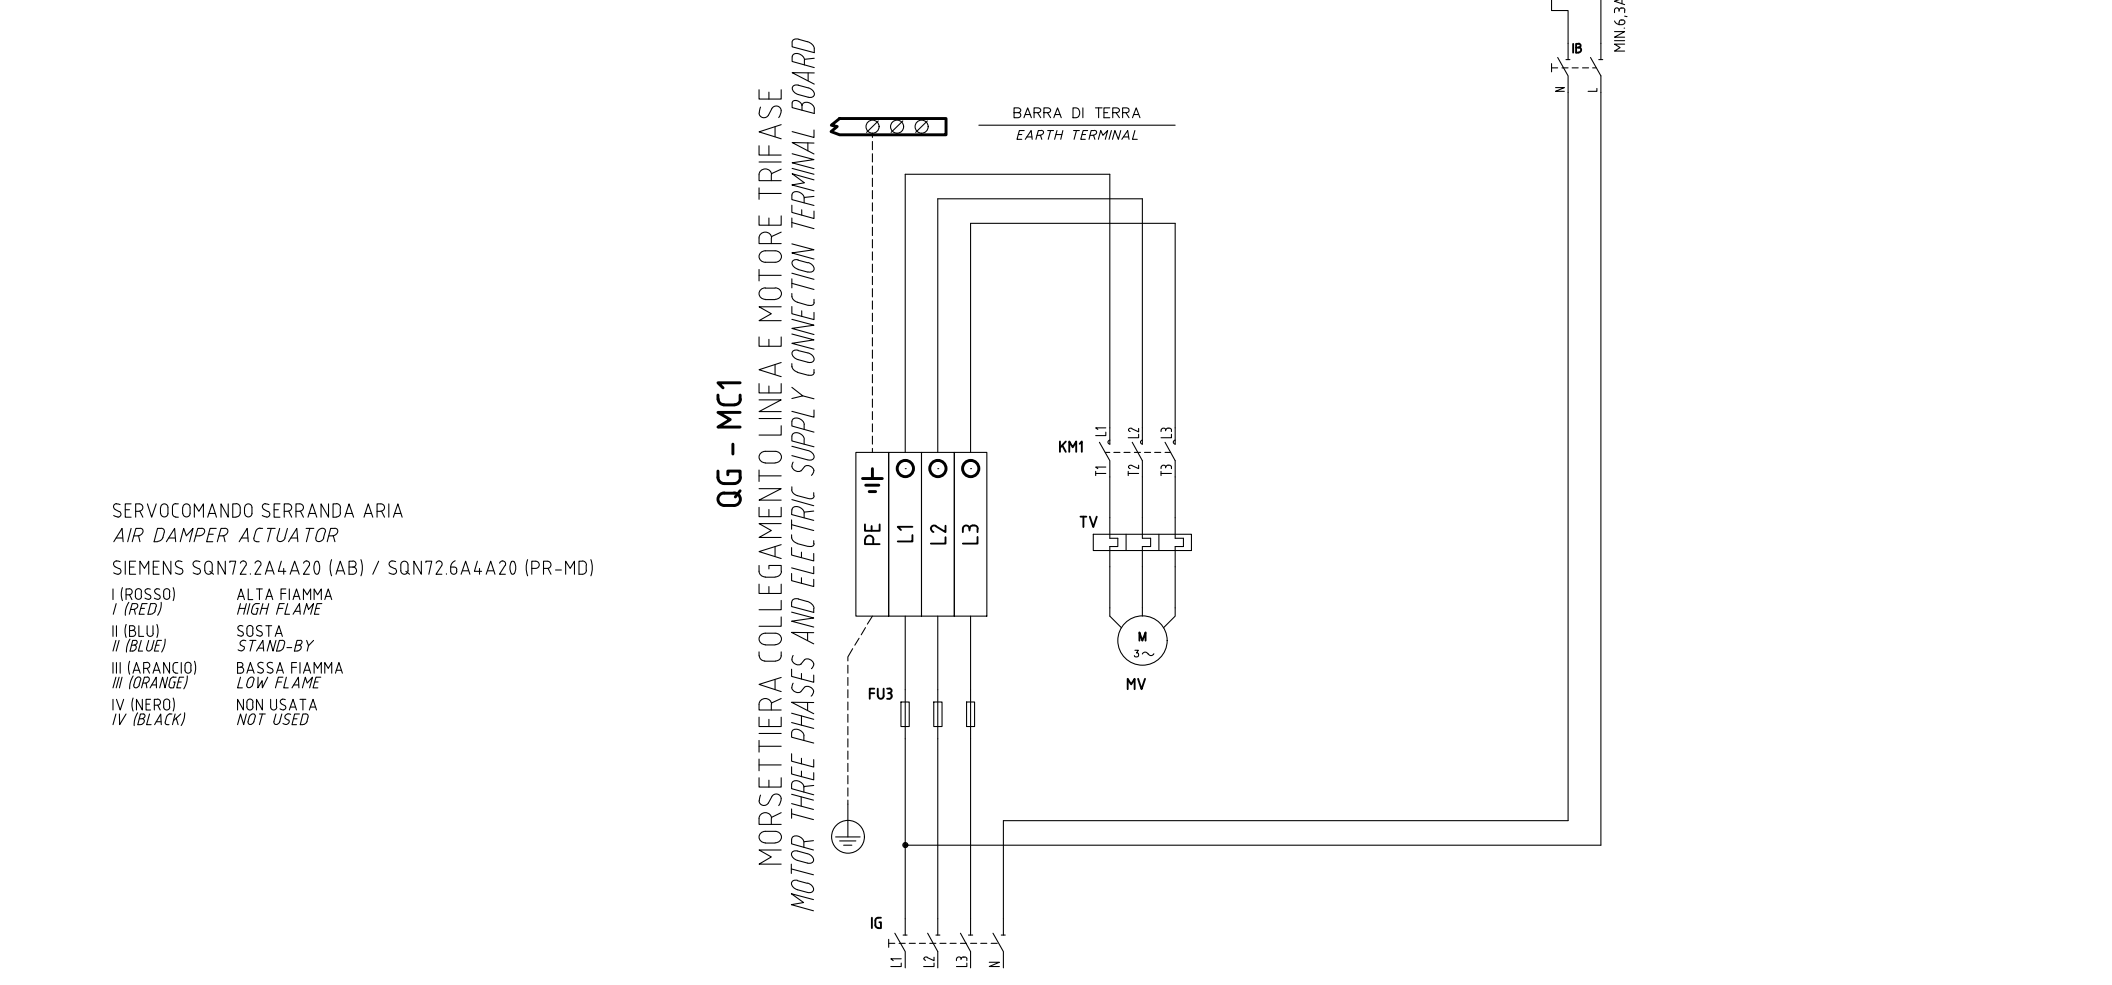 MIN.6,3A
IB
N
L
BARRA DI TERRA
EARTH TERMINAL
QG - MC1
MORSETTIERA COLLEGAMENTO LINEA E MOTORE TRIFASE
MOTOR THREE PHASES AND ELECTRIC SUPPLY CONNECTION TERMINAL BOARD
KM1
L1
L2
L3
T1
T2
T3
PE
L1
L2
L3
TV
SERVOCOMANDO SERRANDA ARIA
AIR DAMPER ACTUATOR
SIEMENS SQN72.2A4A20 (AB) / SQN72.6A4A20 (PR-MD)
I (ROSSO) ALTA FIAMMA
I (RED) HIGH FLAME
II (BLU) SOSTA
II (BLUE) STAND-BY
III (ARANCIO) BASSA FIAMMA
III (ORANGE) LOW FLAME
IV (NERO) NON USATA
IV (BLACK) NOT USED
M
3~
MV
FU3
IG
L1
L2
L3
N